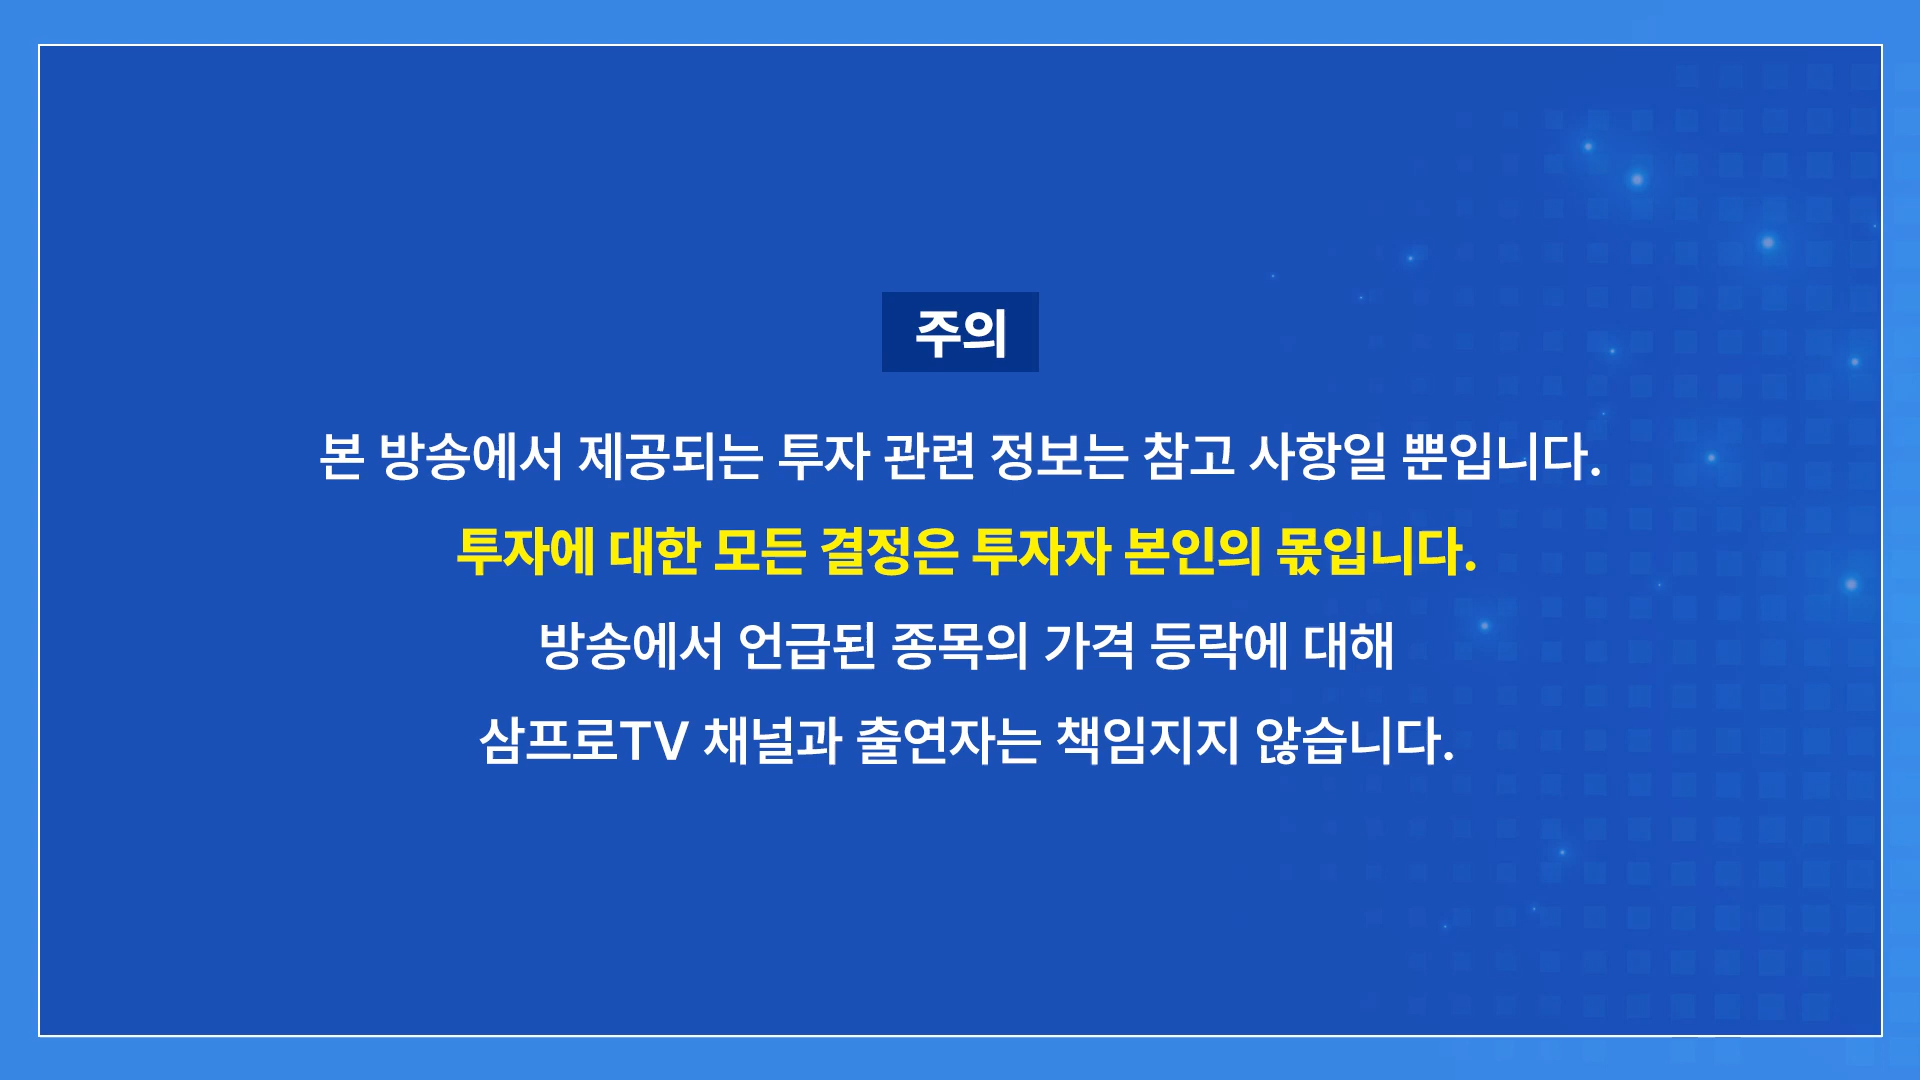 주의
본 방송에서 제공되는 투자 관련 정보는 참고 사항일 뿐입니다.
투자에 대한 모든 결정은 투자자 본인의 몫입니다.
방송에서 언급된 종목의 가격 등락에 대해
삼프로TV 채널과 출연자는 책임지지 않습니다.